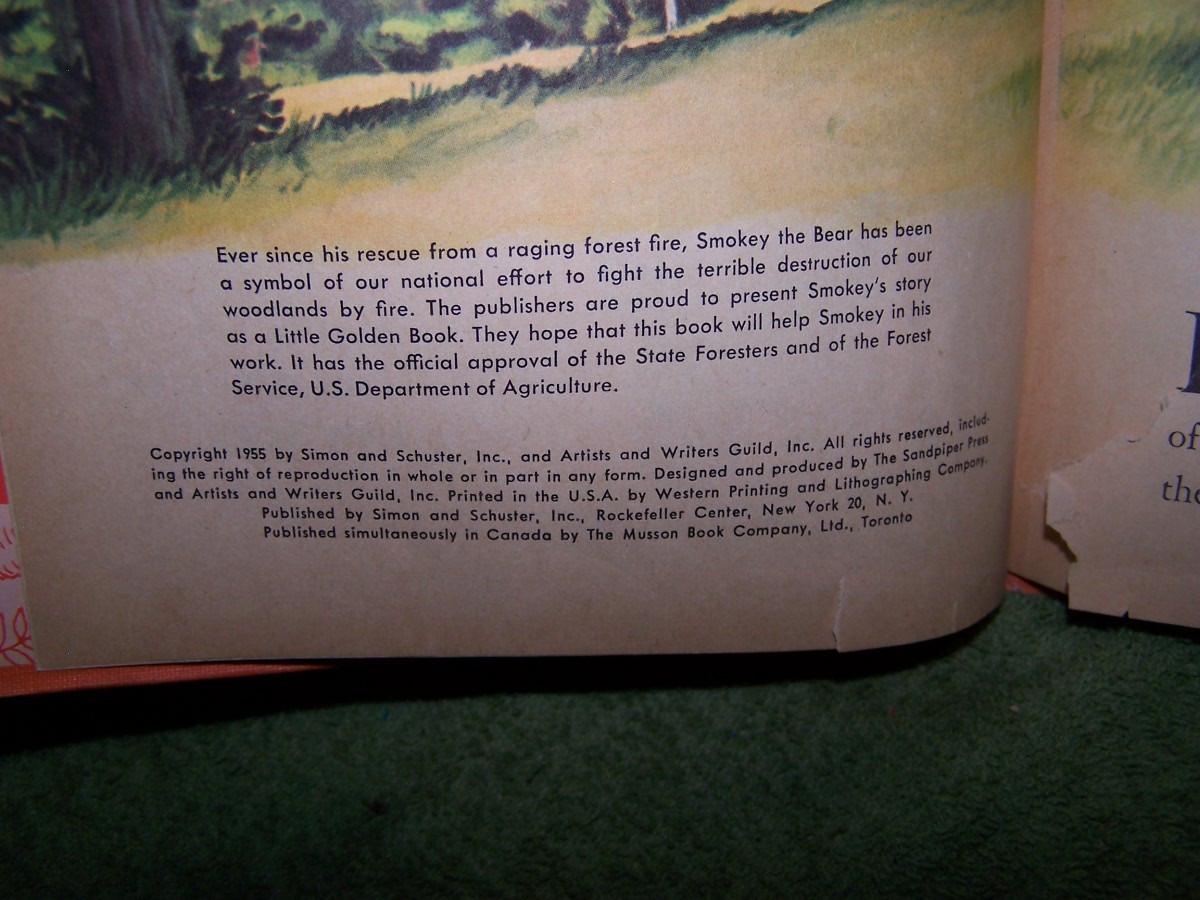 Ever since his rescue from a raging forest fire, Smokey the Bear has been
a symbol of our national effort to fight the terrible destruction of our
woodlands by fire. The publishers are proud to present Smokey's story
as a Little Golden Book. They hope that this book will help Smokey in his
work. It has the official approval of the State Foresters and of the Forest
Service, U.S. Department of Agriculture.
Copyright 1955 by Simon and Schuster, Inc., and Artists and Writers Guild, Inc. All rights reserved, includ-
ing the right of reproduction in whole or in part in any form. Designed and produced by The Sandpiper Press
and Artists and Writers Guild, Inc. Printed in the U.S.A. by Western Printing and Lithographing Company.
Published by Simon and Schuster, Inc., Rockefeller Center, New York 20, N. Y.
Published simultaneously in Canada by The Musson Book Company, Ltd., Toronto
of
the